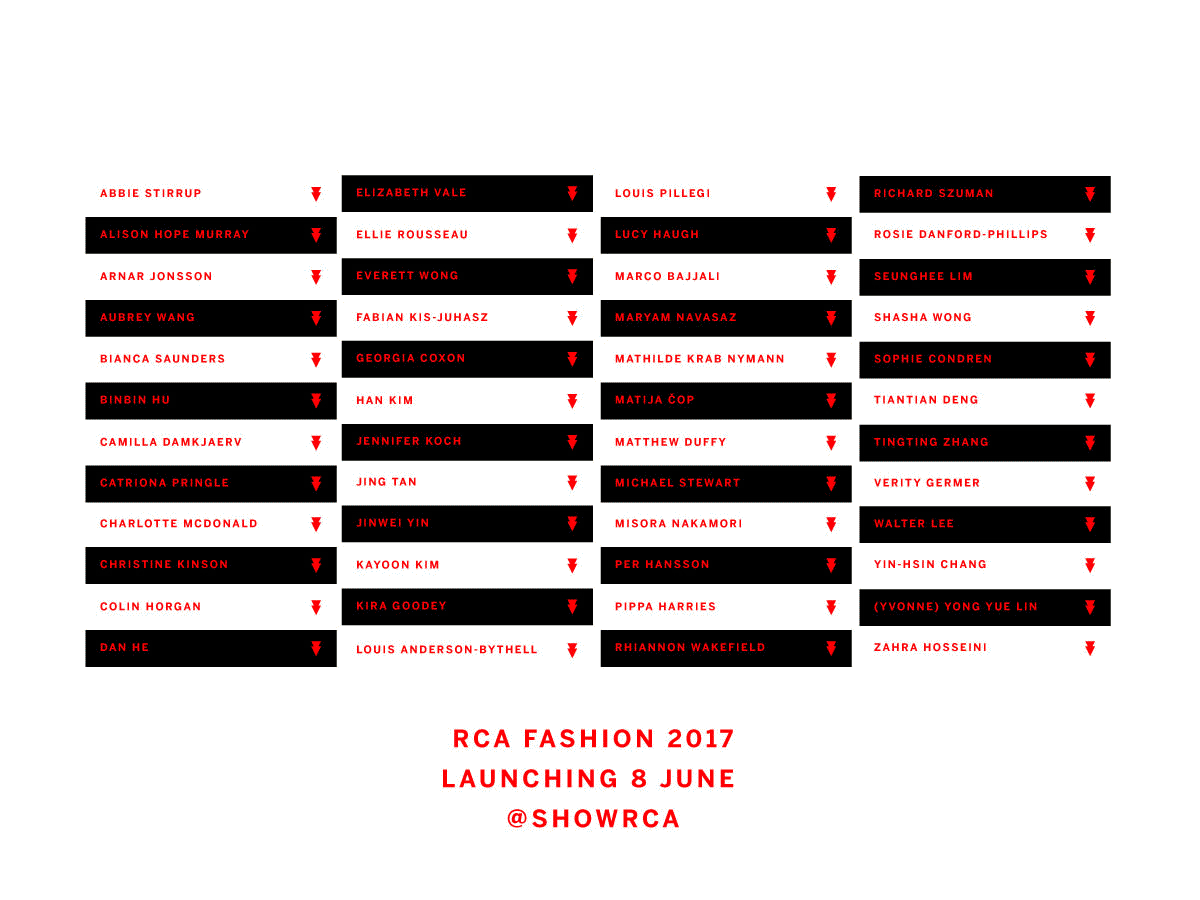 ABBIE STIRRUP
ALISON HOPE MURRAY
ARNAR JONSSON
AUBREY WANG
BIANCA SAUNDERS
BINBIN HU
CAMILLA DAMKJAERV
CATRIONA PRINGLE
CHARLOTTE MCDONALD
CHRISTINE KINSON
COLIN HORGAN
DAN HE
ELIZABETH VALE
ELLIE ROUSSEAU
EVERETT WONG
FABIAN KIS-JUHASZ
GEORGIA COXON
HAN KIM
JENNIFER KOCH
JING TAN
JINWEI YIN
KAYOON KIM
KIRA GOODEY
LOUIS ANDERSON-BYTHELL
LOUIS PILLEGI
LUCY HAUGH
MARCO BAJJALI
MARYAM NAVASAZ
MATHILDE KRAB NYMANN
MATIJA ČOP
MATTHEW DUFFY
MICHAEL STEWART
MISORA NAKAMORI
PER HANSSON
PIPPA HARRIES
RHIANNON WAKEFIELD
RICHARD SZUMAN
ROSIE DANFORD-PHILLIPS
SEUNGHEE LIM
SHASHA WONG
SOPHIE CONDREN
TIANTIAN DENG
TINGTING ZHANG
VERITY GERMER
WALTER LEE
YIN-HSIN CHANG
(YVONNE) YONG YUE LIN
ZAHRA HOSSEINI
RCA FASHION 2017
LAUNCHING 8 JUNE
@SHOWRCA